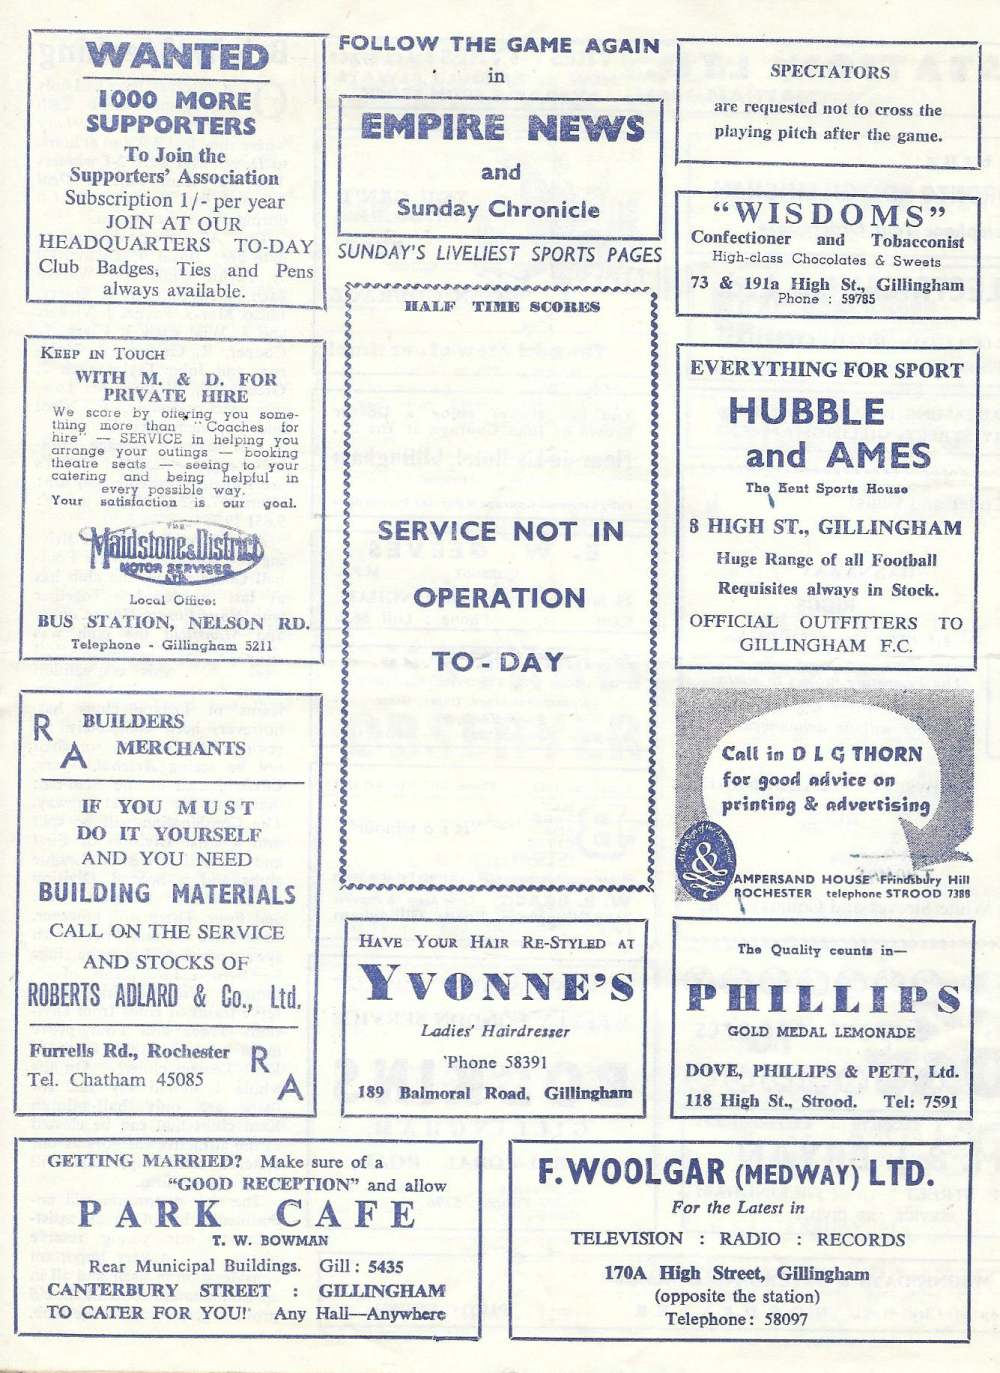 WANTED
1000 MORE
SUPPORTERS
To Join the
Supporters' Association
Subscription 1/- per year
JOIN AT OUR
HEADQUARTERS TO-DAY
Club Badges, Ties and Pens
always available.
FOLLOW THE GAME AGAIN
in
EMPIRE NEWS
and
Sunday Chronicle
SUNDAY'S LIVELIEST SPORTS PAGES
SPECTATORS
are requested not to cross the
playing pitch after the game.
"WISDOMS"
Confectioner and Tobacconist
High-class Chocolates & Sweets
73 & 191a High St., Gillingham
Phone : 59785
KEEP IN TOUCH
WITH M. & D. FOR
PRIVATE HIRE
We score by offering you some-
thing more than "Coaches for
hire" — SERVICE in helping you
arrange your outings — booking
theatre seats — seeing to your
catering and being helpful in
every possible way.
Your satisfaction is our goal.
THE
Maidstone & District
MOTOR SERVICES
LTD.
Local Office:
BUS STATION, NELSON RD.
Telephone - Gillingham 5211
HALF TIME SCORES
SERVICE NOT IN
OPERATION
TO-DAY
EVERYTHING FOR SPORT
HUBBLE
and AMES
The Kent Sports House
8 HIGH ST., GILLINGHAM
Huge Range of all Football
Requisites always in Stock.
OFFICIAL OUTFITTERS TO
GILLINGHAM F.C.
R A
BUILDERS
MERCHANTS
IF YOU MUST
DO IT YOURSELF
AND YOU NEED
BUILDING MATERIALS
CALL ON THE SERVICE
AND STOCKS OF
ROBERTS ADLARD & Co., Ltd.
Furrells Rd., Rochester
Tel. Chatham 45085
R A
Call in D L G THORN
for good advice on
printing & advertising
At the Sign of the Ampersand
&
AMPERSAND HOUSE Frindsbury Hill
ROCHESTER telephone STROOD 7388
HAVE YOUR HAIR RE-STYLED AT
YVONNE'S
Ladies' Hairdresser
'Phone 58391
189 Balmoral Road, Gillingham
The Quality counts in—
PHILLIPS
GOLD MEDAL LEMONADE
DOVE, PHILLIPS & PETT, Ltd.
118 High St., Strood. Tel: 7591
GETTING MARRIED? Make sure of a
"GOOD RECEPTION" and allow
PARK CAFE
T. W. BOWMAN
Rear Municipal Buildings. Gill : 5435
CANTERBURY STREET : GILLINGHAM
TO CATER FOR YOU! Any Hall—Anywhere
F. WOOLGAR (MEDWAY) LTD.
For the Latest in
TELEVISION : RADIO : RECORDS
170A High Street, Gillingham
(opposite the station)
Telephone : 58097